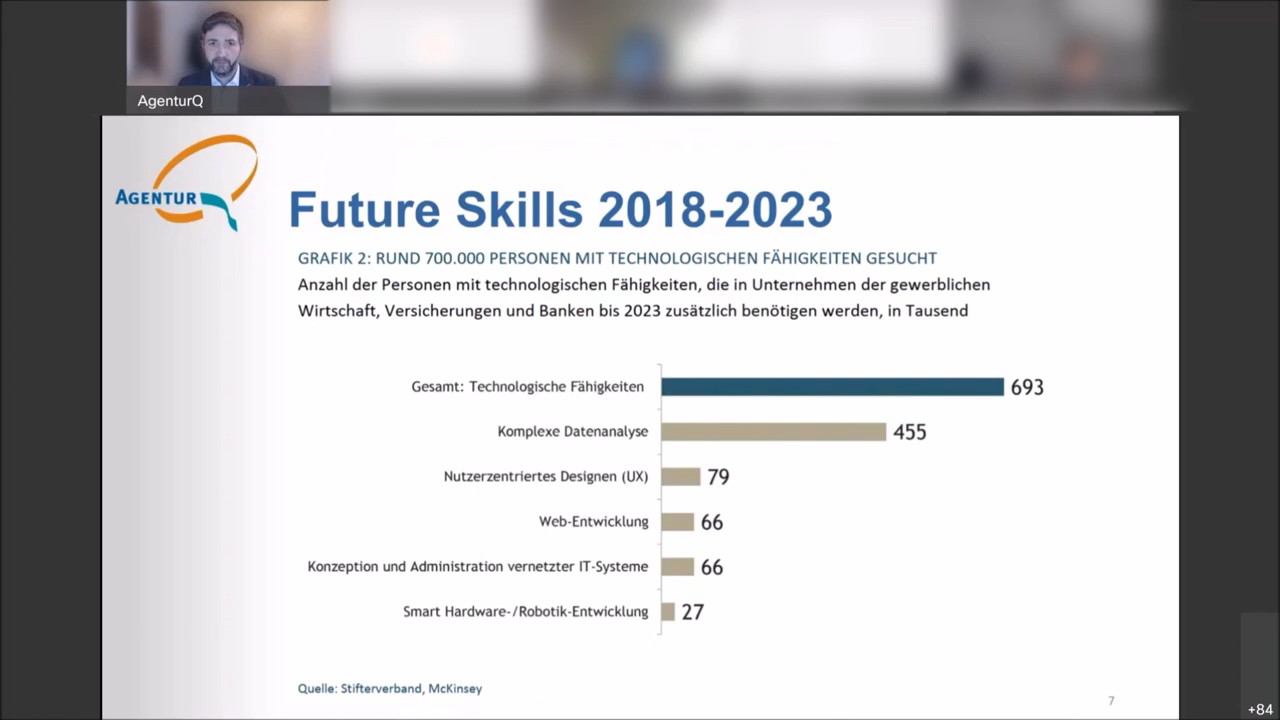 AgenturQ
AGENTUR
Future Skills 2018-2023
GRAFIK 2: RUND 700.000 PERSONEN MIT TECHNOLOGISCHEN FÄHIGKEITEN GESUCHT
Anzahl der Personen mit technologischen Fähigkeiten, die in Unternehmen der gewerblichen
Wirtschaft, Versicherungen und Banken bis 2023 zusätzlich benötigen werden, in Tausend
Gesamt: Technologische Fähigkeiten 693
Komplexe Datenanalyse 455
Nutzerzentriertes Designen (UX) 79
Web-Entwicklung 66
Konzeption und Administration vernetzter IT-Systeme 66
Smart Hardware-/Robotik-Entwicklung 27
Quelle: Stifterverband, McKinsey
7
+84